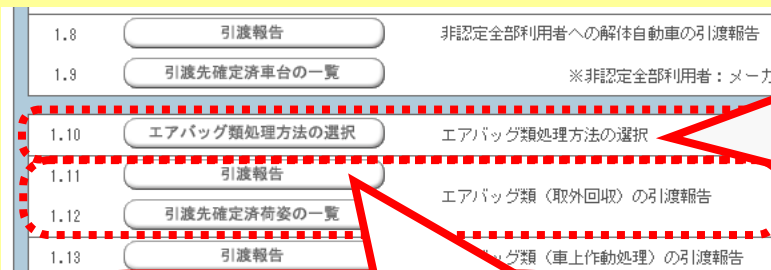 1.8 引渡報告 非認定全部利用者への解体自動車の引渡報告
1.9 引渡先確定済車台の一覧 ※非認定全部利用者:メーカ
1.10 エアバッグ類処理方法の選択 エアバッグ類処理方法の選択
1.11 引渡報告
エアバッグ類(取外回収)の引渡報告
1.12 引渡先確定済荷姿の一覧
1.13 引渡報告 バッグ類(車上作動処理)の引渡報告